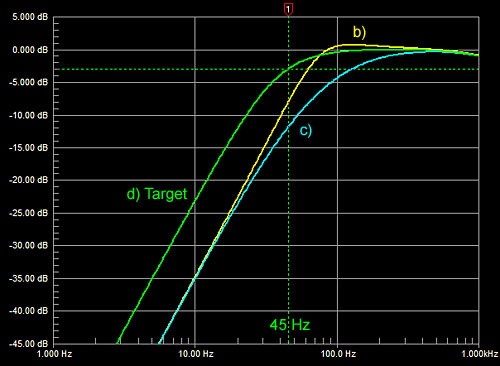 1
5.000 dB
b)
0.000 dB
-5.000 dB
-10.00 dB
c)
-15.00 dB
-20.00 dB
d) Target
-25.00 dB
-30.00 dB
-35.00 dB
-40.00 dB
45 Hz
-45.00 dB
1.000 Hz 10.00 Hz 100.0 Hz 1.000kHz